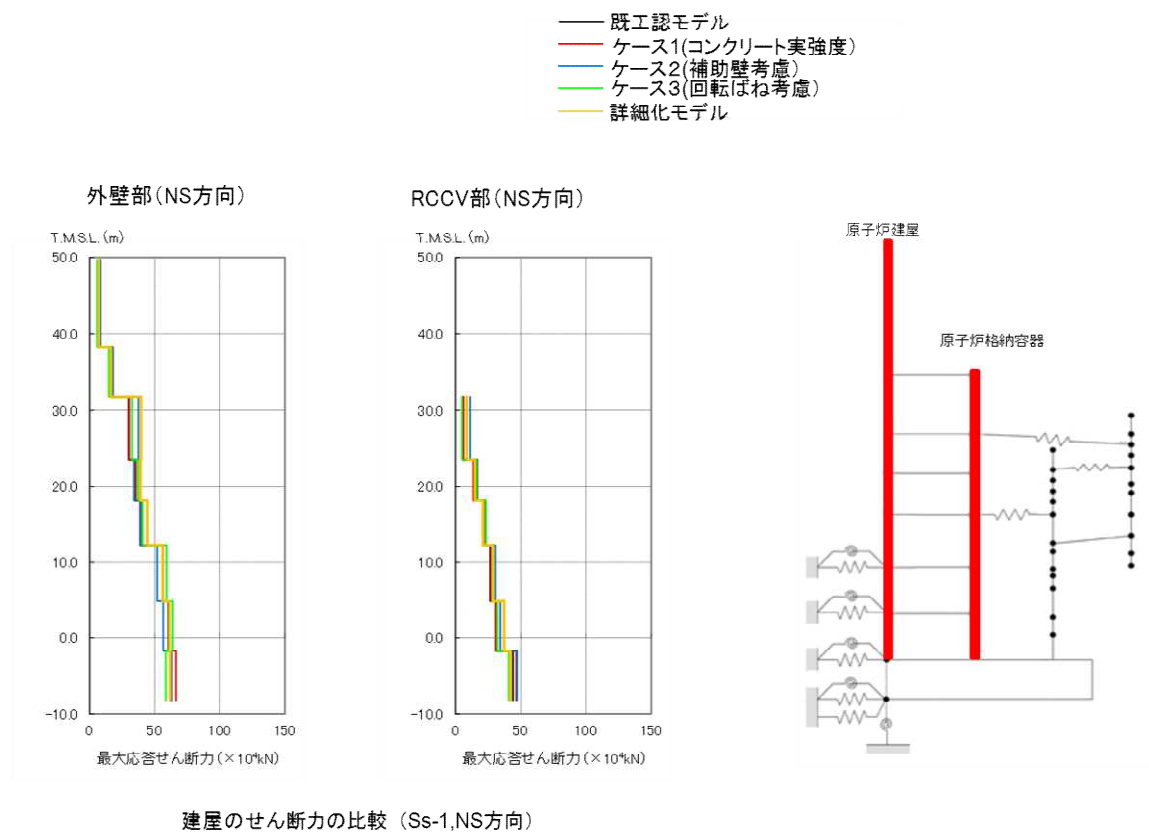 既工認モデル
ケース1(コンクリート実強度)
ケース2(補助壁考慮)
ケース3(回転ばね考慮)
詳細化モデル
外壁部(NS方向)
T.M.S.L.(m)
50.0
40.0
30.0
20.0
10.0
0.0
-10.0
0 50 100 150
最大応答せん断力(×10⁴kN)
RCCV部(NS方向)
T.M.S.L.(m)
50.0
40.0
30.0
20.0
10.0
0.0
-10.0
0 50 100 150
最大応答せん断力(×10⁴kN)
原子炉建屋
原子炉格納容器
建屋のせん断力の比較 (Ss-1,NS方向)